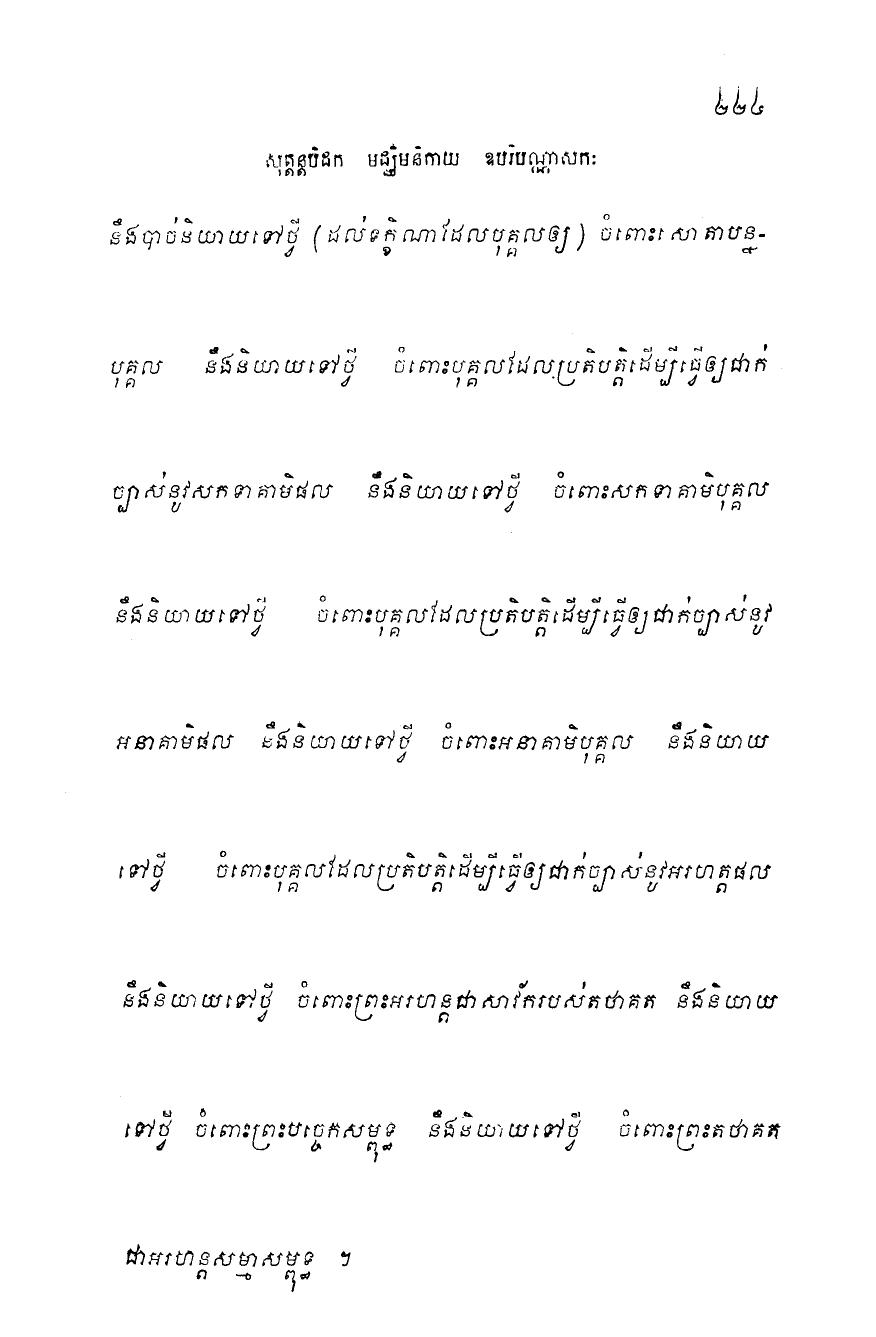 ២២៤
សុត្តន្តបិដក មជ្ឈិមនិកាយ ឧបរិបណ្ណាសកៈ
នឹងបាច់និយាយទៅថ្វី (ដល់ទក្ខិណាដែលបុគ្គលឲ្យ) ចំពោះសោតាបន្ន-
បុគ្គល នឹងនិយាយទៅថ្វី ចំពោះបុគ្គលដែលប្រតិបត្តិដើម្បីធ្វើឲ្យជាក់
ច្បាស់នូវសកទាគាមិផល នឹងនិយាយទៅថ្វី ចំពោះសកទាគាមិបុគ្គល
នឹងនិយាយទៅថ្វី ចំពោះបុគ្គលដែលប្រតិបត្តិដើម្បីធ្វើឲ្យជាក់ច្បាស់នូវ
អនាគាមិផល នឹងនិយាយទៅថ្វី ចំពោះអនាគាមិបុគ្គល នឹងនិយាយ
ទៅថ្វី ចំពោះបុគ្គលដែលប្រតិបត្តិដើម្បីធ្វើឲ្យជាក់ច្បាស់នូវអរហត្តផល
នឹងនិយាយទៅថ្វី ចំពោះព្រះអរហន្តជាសាវ័ករបស់តថាគត នឹងនិយាយ
ទៅថ្វី ចំពោះព្រះបច្ចេកសម្ពុទ្ធ នឹងនិយាយទៅថ្វី ចំពោះព្រះតថាគត
ជាអរហន្តសម្មាសម្ពុទ្ធ ។